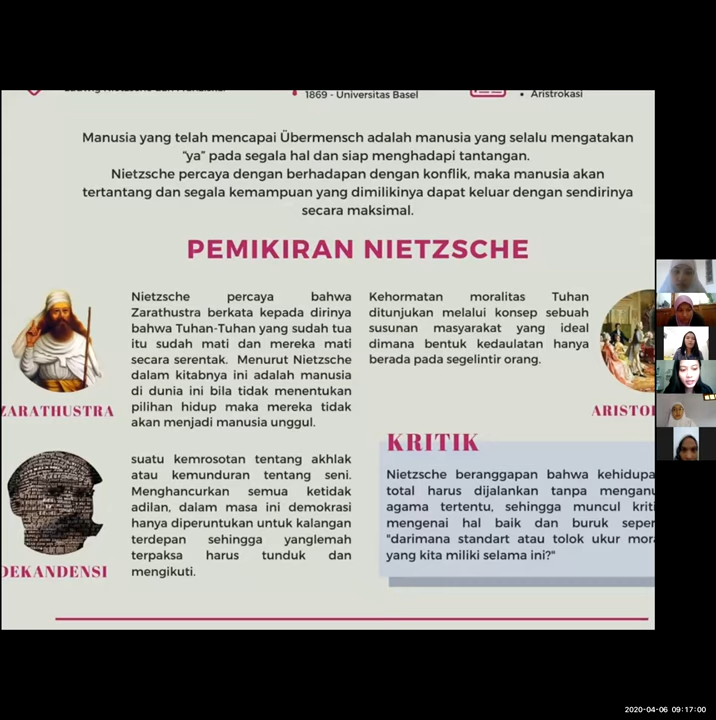 1869 - Universitas Basel
• Aristrokasi
Manusia yang telah mencapai Übermensch adalah manusia yang selalu mengatakan
"ya" pada segala hal dan siap menghadapi tantangan.
Nietzsche percaya dengan berhadapan dengan konflik, maka manusia akan
tertantang dan segala kemampuan yang dimilikinya dapat keluar dengan sendirinya
secara maksimal.
PEMIKIRAN NIETZSCHE
Nietzsche percaya bahwa
Zarathustra berkata kepada dirinya
bahwa Tuhan-Tuhan yang sudah tua
itu sudah mati dan mereka mati
secara serentak. Menurut Nietzsche
dalam kitabnya ini adalah manusia
di dunia ini bila tidak menentukan
pilihan hidup maka mereka tidak
akan menjadi manusia unggul.
ZARATHUSTRA
Kehormatan moralitas Tuhan
ditunjukan melalui konsep sebuah
susunan masyarakat yang ideal
dimana bentuk kedaulatan hanya
berada pada segelintir orang.
ARISTO
suatu kemrosotan tentang akhlak
atau kemunduran tentang seni.
Menghancurkan semua ketidak
adilan, dalam masa ini demokrasi
hanya diperuntukan untuk kalangan
terdepan sehingga yanglemah
terpaksa harus tunduk dan
mengikuti.
DEKANDENSI
KRITIK
Nietzsche beranggapan bahwa kehidupa
total harus dijalankan tanpa menganu
agama tertentu, sehingga muncul kriti
mengenai hal baik dan buruk seper
"darimana standart atau tolok ukur mora
yang kita miliki selama ini?"
2020-04-06 09:17:00